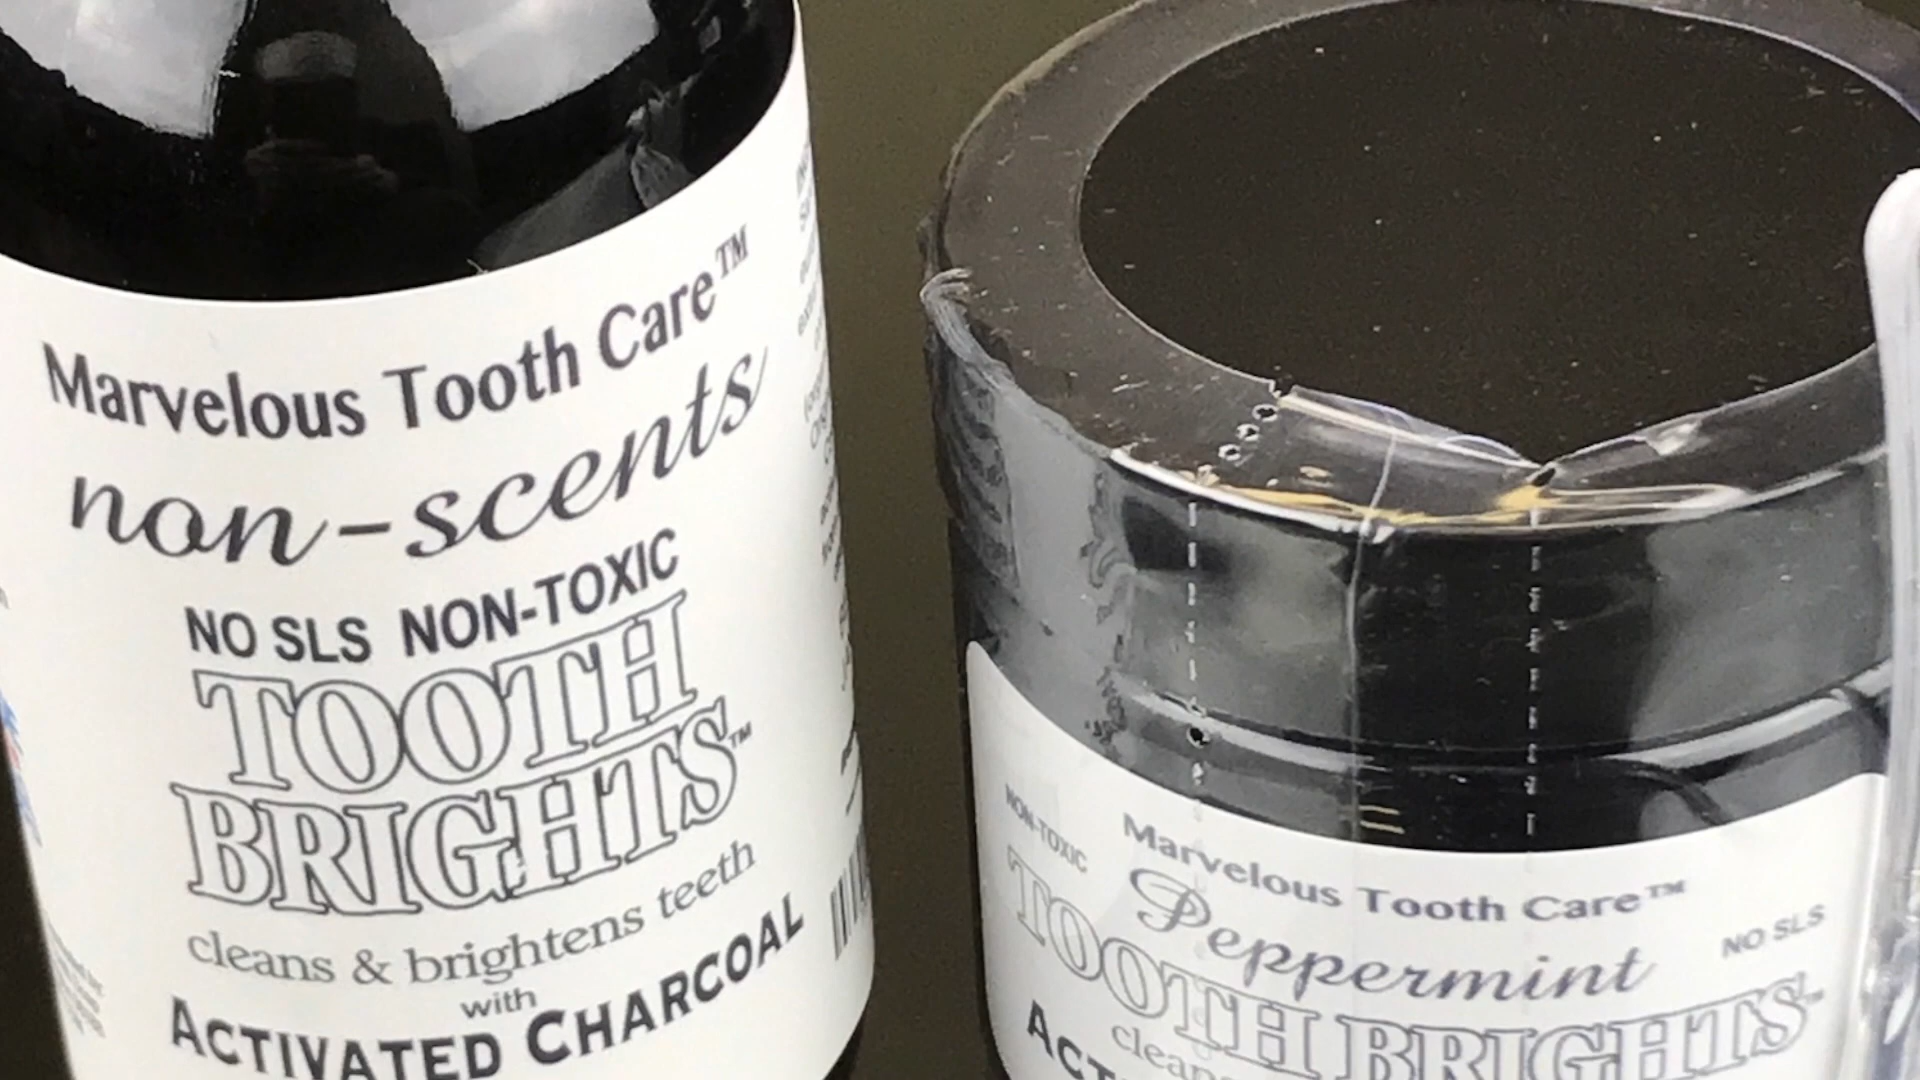 Marvelous Tooth Care™
non-scents
NO SLS NON-TOXIC
TOOTH
BRIGHTS™
cleans & brightens teeth
with
ACTIVATED CHARCOAL
Marvelous Tooth Care™
NON-TOXIC
Peppermint
NO SLS
TOOTH BRIGHTS™